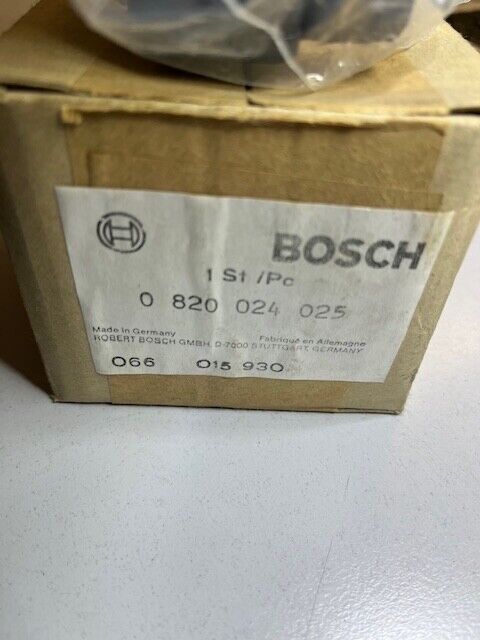 BOSCH
1 St /Pc
0 820 024 025
Made in Germany Fabriqué en Allemagne
ROBERT BOSCH GMBH, D-7000 STUTTGART, GERMANY
066 015 930